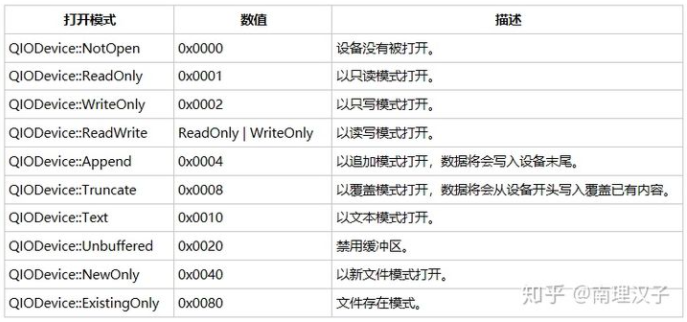 打开模式 数值 描述
QIODevice::NotOpen 0x0000 设备没有被打开。
QIODevice::ReadOnly 0x0001 以只读模式打开。
QIODevice::WriteOnly 0x0002 以只写模式打开。
QIODevice::ReadWrite ReadOnly | WriteOnly 以读写模式打开。
QIODevice::Append 0x0004 以追加模式打开，数据将会写入设备末尾。
QIODevice::Truncate 0x0008 以覆盖模式打开，数据将会从设备开头写入覆盖已有内容。
QIODevice::Text 0x0010 以文本模式打开。
QIODevice::Unbuffered 0x0020 禁用缓冲区。
QIODevice::NewOnly 0x0040 以新文件模式打开。
QIODevice::ExistingOnly 0x0080 文件存在模式。
知乎 @南理汉子